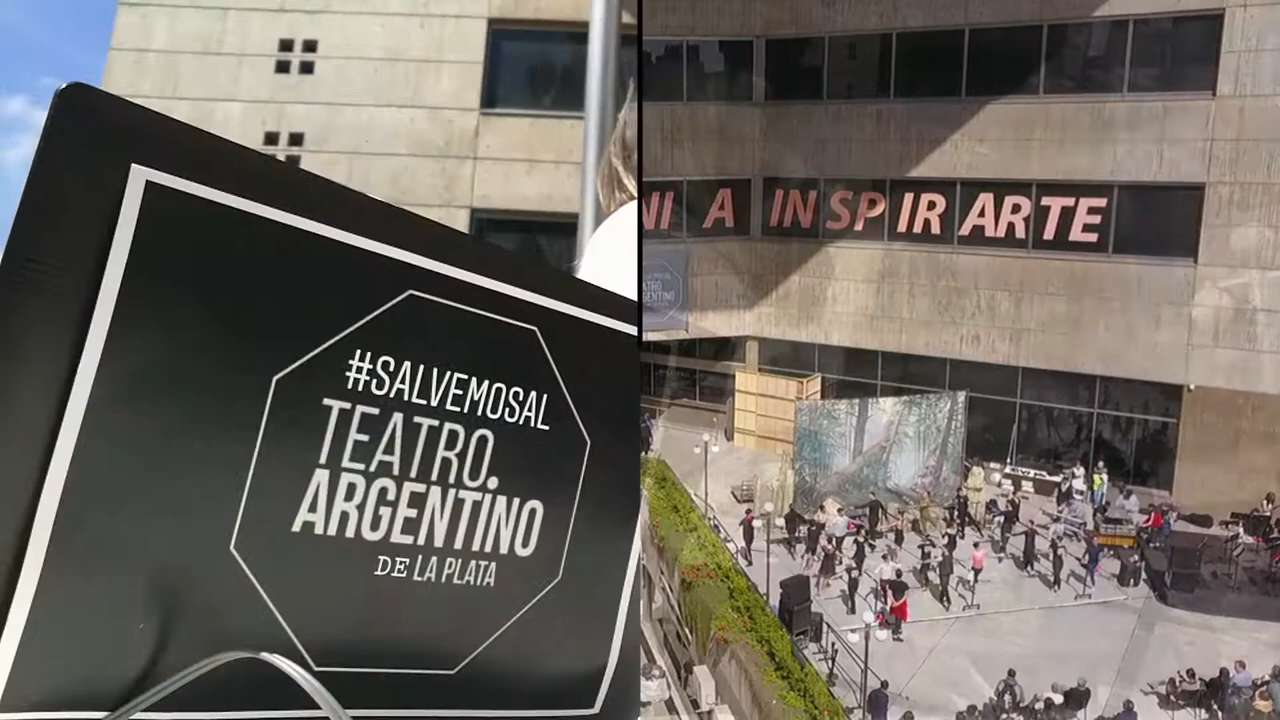 #SALVEMOSAL
TEATRO.
ARGENTINO
DE LA PLATA
NI A INSPIRARTE